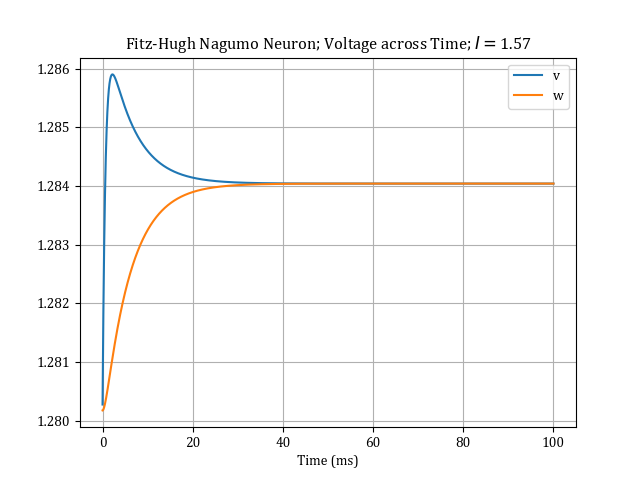 Fitz-Hugh Nagumo Neuron; Voltage across Time; I = 1.57
1.286
1.285
1.284
1.283
1.282
1.281
1.280
v
w
0 20 40 60 80 100
Time (ms)